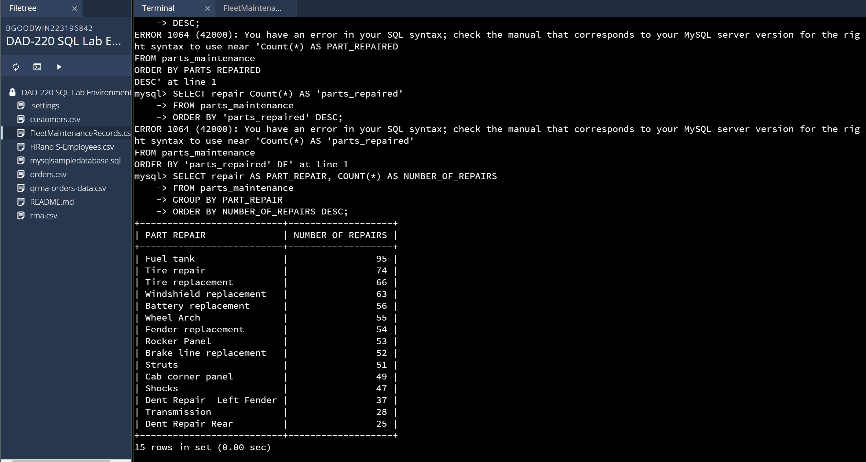 Filetree ×
Terminal × FleetMaintena...
BGOODWIN223195842
DAD-220 SQL Lab E...
DAD-220 SQL Lab Environment
.settings
customers.csv
FleetMaintenanceRecords.cs
HRandIS-Employees.csv
mysqlsampledatabase.sql
orders.csv
qrma-orders-data.csv
README.md
rma.csv
-> DESC;
ERROR 1064 (42000): You have an error in your SQL syntax; check the manual that corresponds to your MySQL server version for the rig
ht syntax to use near 'Count(*) AS PART_REPAIRED
FROM parts_maintenance
ORDER BY PARTS REPAIRED
DESC' at line 1
mysql> SELECT repair Count(*) AS 'parts_repaired'
-> FROM parts_maintenance
-> ORDER BY 'parts_repaired' DESC;
ERROR 1064 (42000): You have an error in your SQL syntax; check the manual that corresponds to your MySQL server version for the rig
ht syntax to use near 'Count(*) AS 'parts_repaired'
FROM parts_maintenance
ORDER BY 'parts_repaired' DE' at line 1
mysql> SELECT repair AS PART_REPAIR, COUNT(*) AS NUMBER_OF_REPAIRS
-> FROM parts_maintenance
-> GROUP BY PART_REPAIR
-> ORDER BY NUMBER_OF_REPAIRS DESC;
+---------------------------+-------------------+
| PART REPAIR | NUMBER OF REPAIRS |
+---------------------------+-------------------+
| Fuel tank | 95 |
| Tire repair | 74 |
| Tire replacement | 66 |
| Windshield replacement | 63 |
| Battery replacement | 56 |
| Wheel Arch | 55 |
| Fender replacement | 54 |
| Rocker Panel | 53 |
| Brake line replacement | 52 |
| Struts | 51 |
| Cab corner panel | 49 |
| Shocks | 47 |
| Dent Repair Left Fender | 37 |
| Transmission | 28 |
| Dent Repair Rear | 25 |
+---------------------------+-------------------+
15 rows in set (0.00 sec)